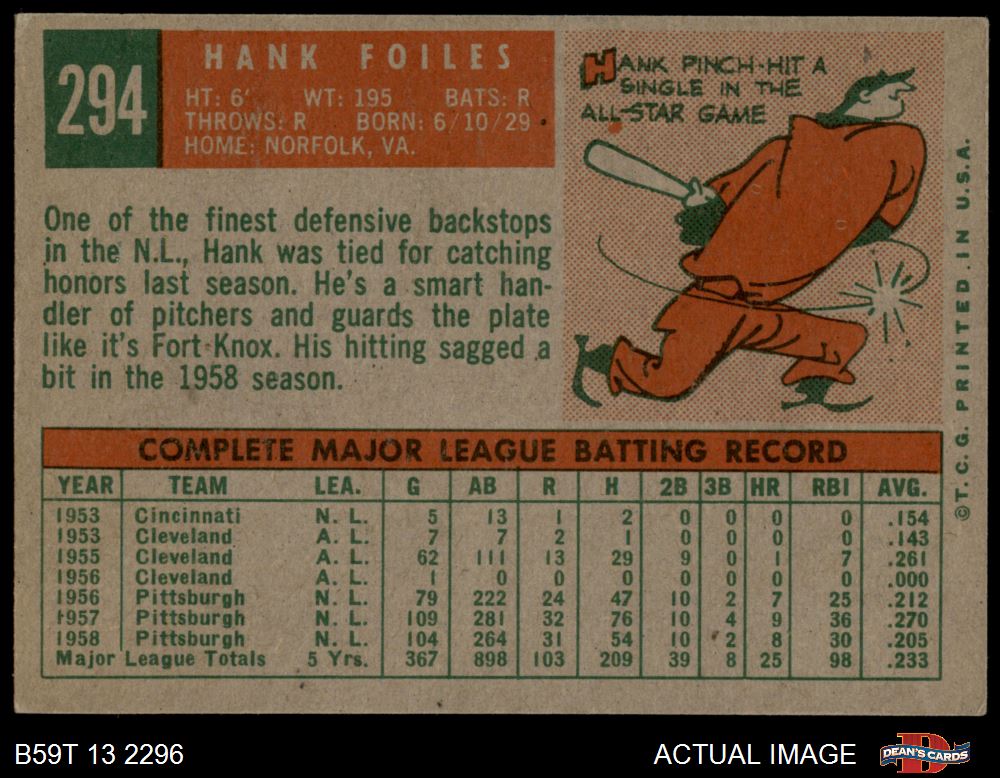 294
HANK FOILES
HT: 6' WT: 195 BATS: R
THROWS: R BORN: 6/10/29
HOME: NORFOLK, VA.
HANK PINCH-HIT A
SINGLE IN THE
ALL-STAR GAME
One of the finest defensive backstops
in the N.L., Hank was tied for catching
honors last season. He's a smart han-
dler of pitchers and guards the plate
like it's Fort Knox. His hitting sagged a
bit in the 1958 season.
COMPLETE MAJOR LEAGUE BATTING RECORD
YEAR TEAM LEA. G AB R H 2B 3B HR RBI AVG.
1953 Cincinnati N. L. 5 13 1 2 0 0 0 0 .154
1953 Cleveland A. L. 7 7 2 1 0 0 0 0 .143
1955 Cleveland A. L. 62 111 13 29 9 0 1 7 .261
1956 Cleveland A. L. 1 0 0 0 0 0 0 0 .000
1956 Pittsburgh N. L. 79 222 24 47 10 2 7 25 .212
1957 Pittsburgh N. L. 109 281 32 76 10 4 9 36 .270
1958 Pittsburgh N. L. 104 264 31 54 10 2 8 30 .205
Major League Totals 5 Yrs. 367 898 103 209 39 8 25 98 .233
©T.C.G. PRINTED IN U.S.A.
B59T 13 2296
ACTUAL IMAGE
D
DEAN'S CARDS